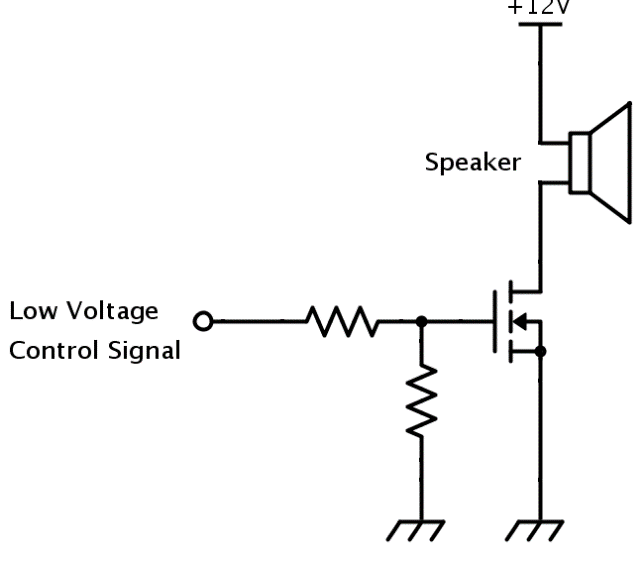 +12V
Speaker
Low Voltage
Control Signal